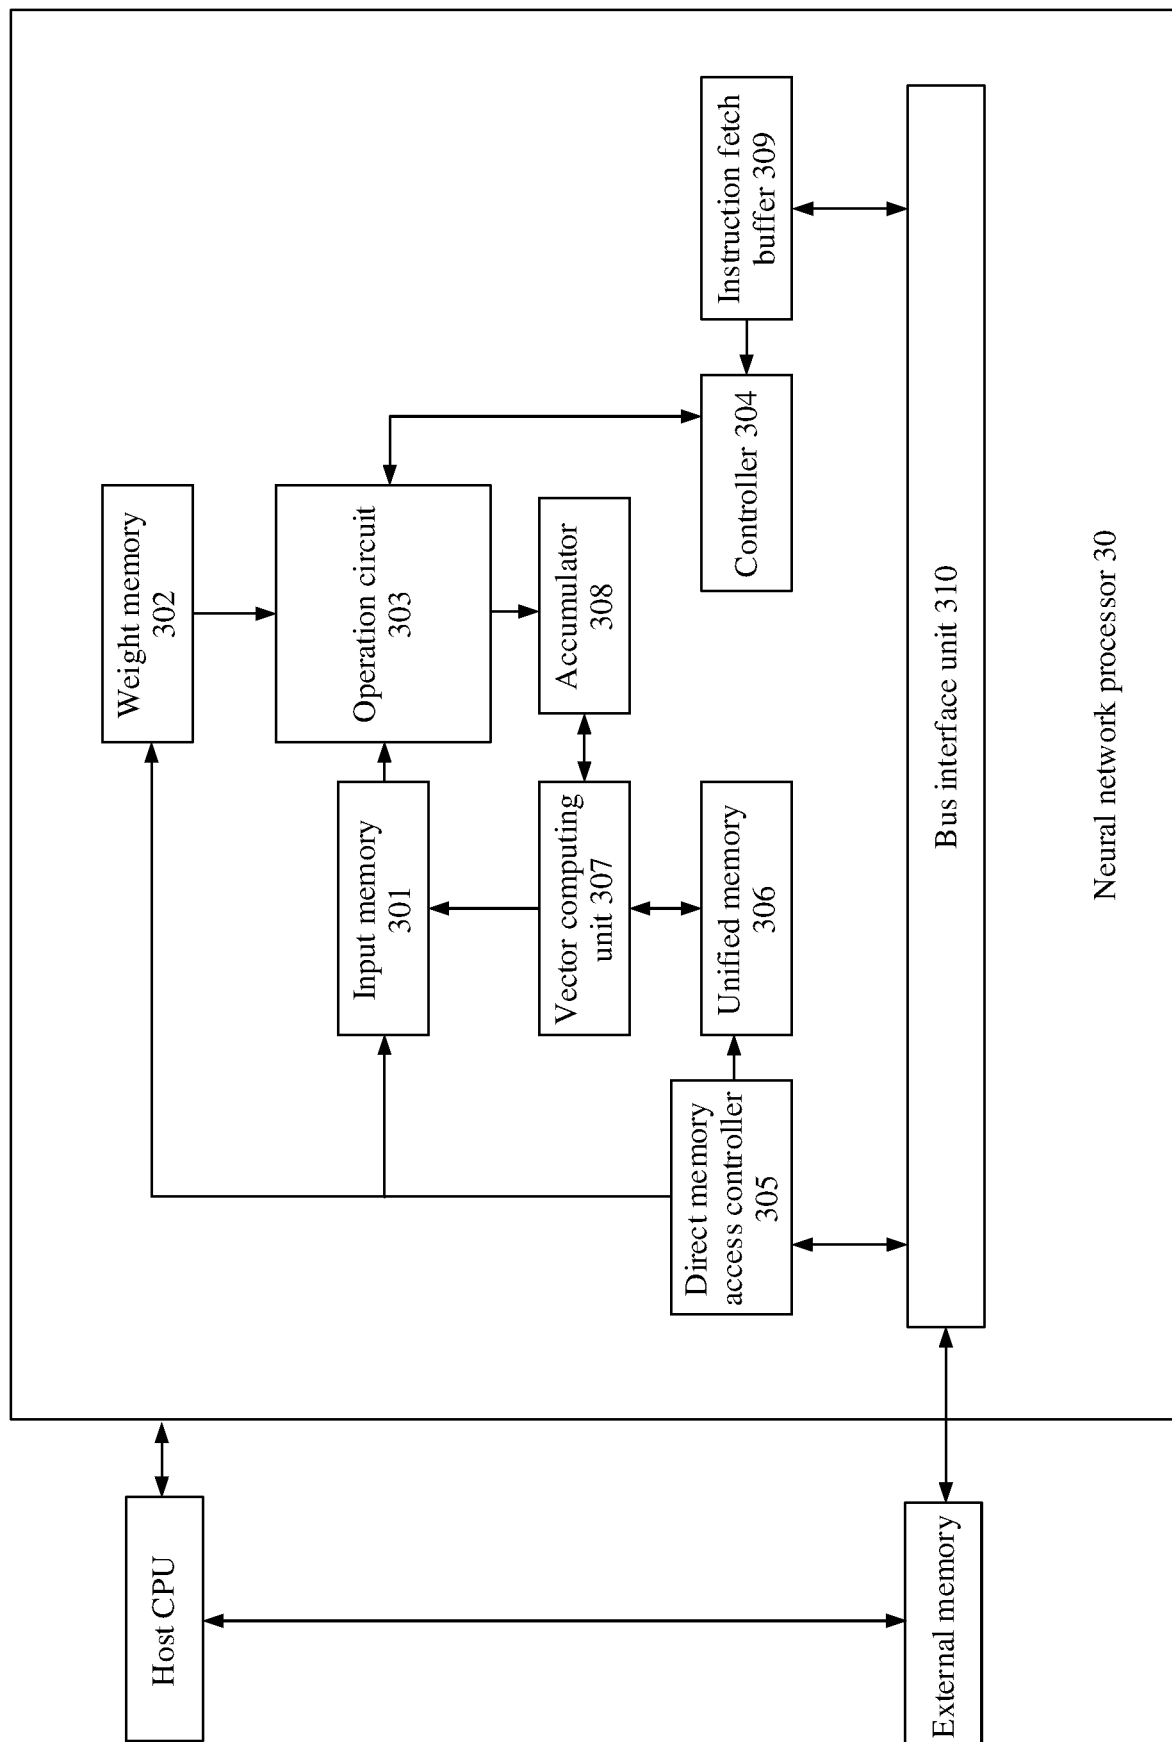 Host CPU
External memory
Weight memory
302
Input memory
301
Operation circuit
303
Vector computing
unit 307
Accumulator
308
Direct memory
access controller
305
Unified memory
306
Controller 304
Instruction fetch
buffer 309
Bus interface unit 310
Neural network processor 30